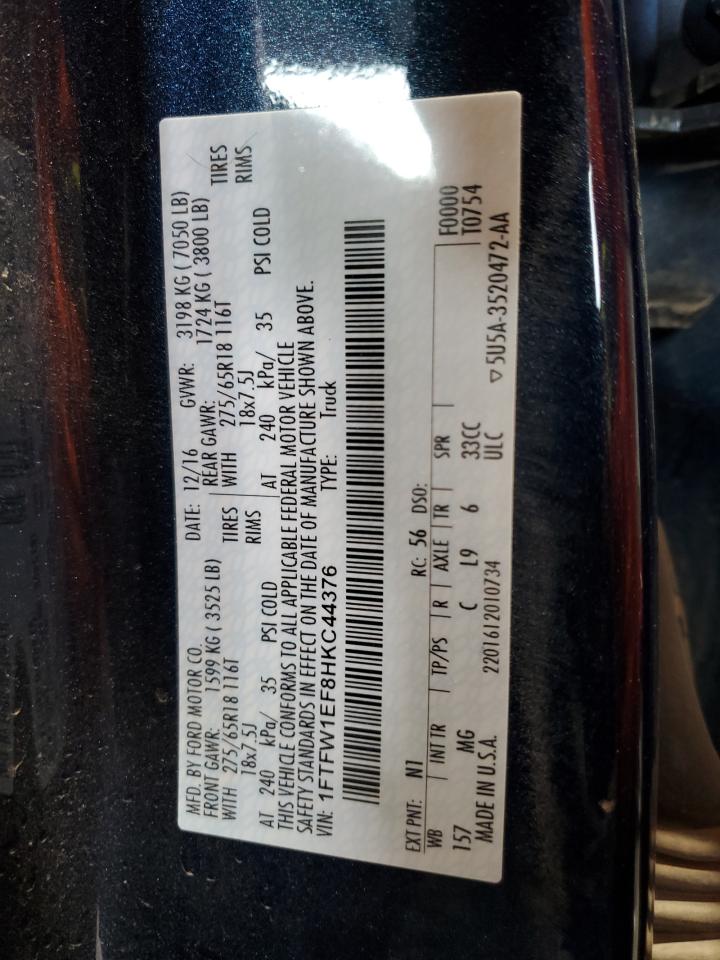 MFD. BY FORD MOTOR CO.
DATE: 12/16 GVWR: 3198 KG ( 7050 LB)
FRONT GAWR: 1599 KG ( 3525 LB) REAR GAWR: 1724 KG ( 3800 LB)
WITH 275/65R18 116T TIRES WITH 275/65R18 116T TIRES
18x7.5J RIMS 18x7.5J RIMS
AT 240 kPa/ 35 PSI COLD AT 240 kPa/ 35 PSI COLD
THIS VEHICLE CONFORMS TO ALL APPLICABLE FEDERAL MOTOR VEHICLE
SAFETY STANDARDS IN EFFECT ON THE DATE OF MANUFACTURE SHOWN ABOVE.
VIN: 1FTFW1EF8HKC44376 TYPE: Truck
EXT PNT: N1 RC: 56 DSO:
WB INT TR TP/PS R AXLE TR SPR F0000
157 MG C L9 6 33CC T0754
MADE IN U.S.A. 2201612010734 ULC ▽5U5A-3520472-AA